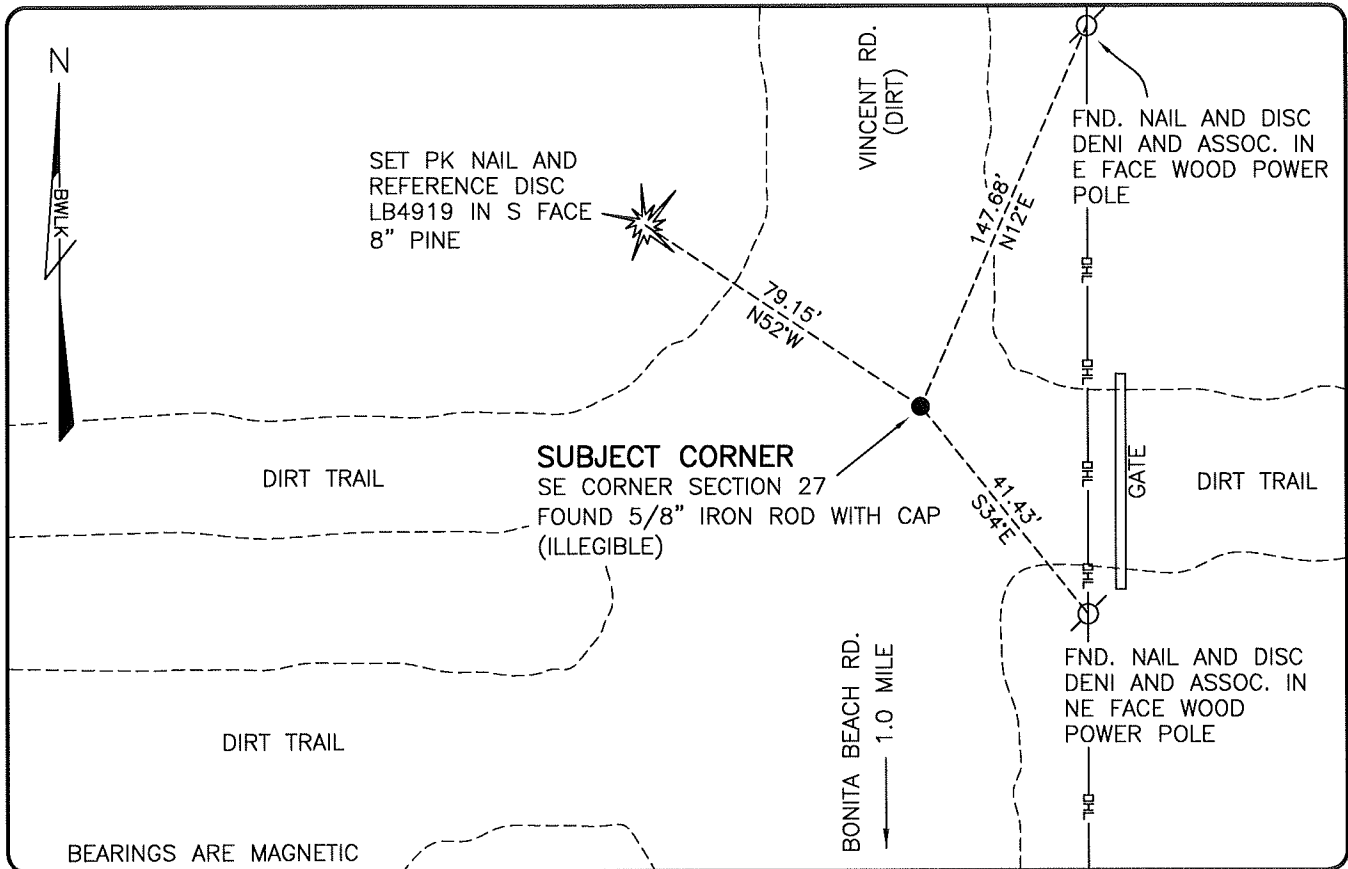 N
BWLK
SET PK NAIL AND
REFERENCE DISC
LB4919 IN S FACE
8" PINE
VINCENT RD.
(DIRT)
FND. NAIL AND DISC
DENI AND ASSOC. IN
E FACE WOOD POWER
POLE
147.68'
N12°E
79.15'
N52°W
OHL
OHL
SUBJECT CORNER
SE CORNER SECTION 27
FOUND 5/8" IRON ROD WITH CAP
(ILLEGIBLE)
DIRT TRAIL
41.43'
S34°E
OHL
GATE
DIRT TRAIL
OHL
FND. NAIL AND DISC
DENI AND ASSOC. IN
NE FACE WOOD
POWER POLE
BONITA BEACH RD.
1.0 MILE
DIRT TRAIL
OHL
BEARINGS ARE MAGNETIC